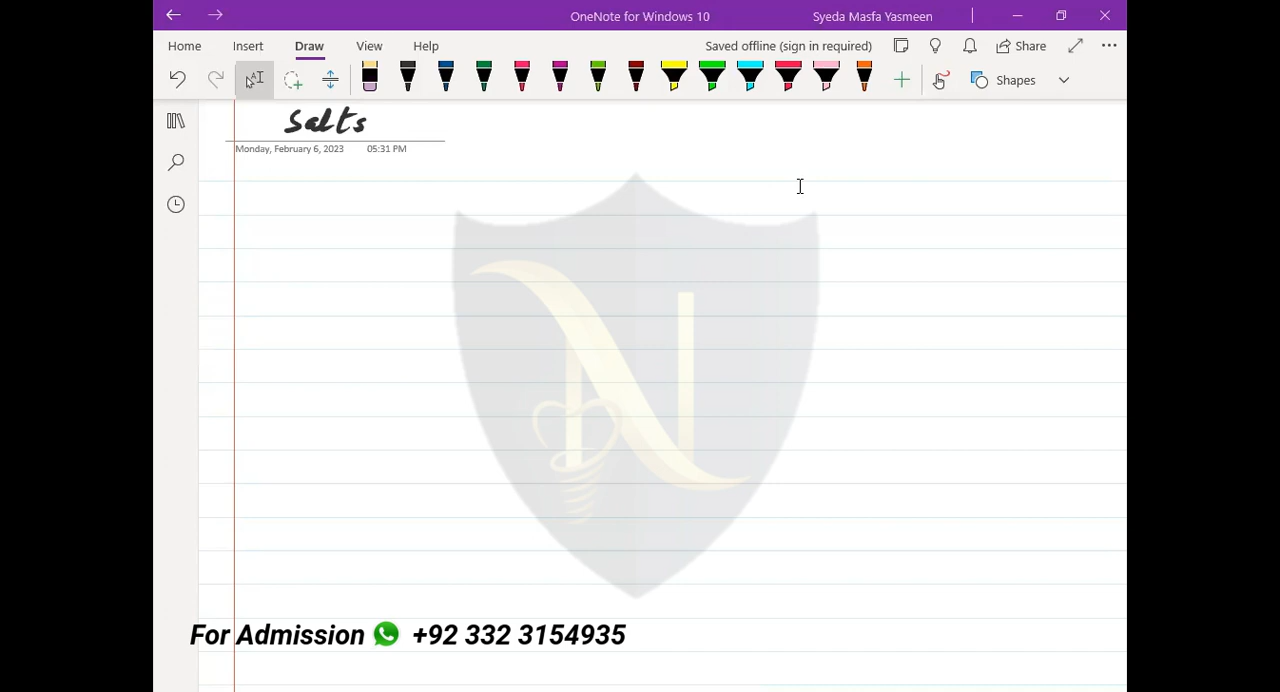 OneNote for Windows 10
Syeda Masfa Yasmeen
Home Insert Draw View Help
Saved offline (sign in required)
Share
Shapes
Salts
Monday, February 6, 2023 05:31 PM
N
For Admission +92 332 3154935